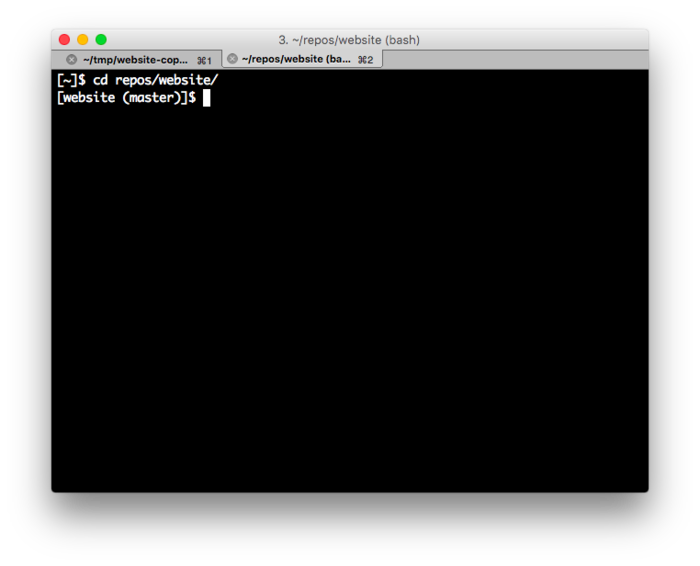 3. ~/repos/website (bash)
~/tmp/website-cop... ⌘1 ~/repos/website (ba... ⌘2
[~]$ cd repos/website/
[website (master)]$